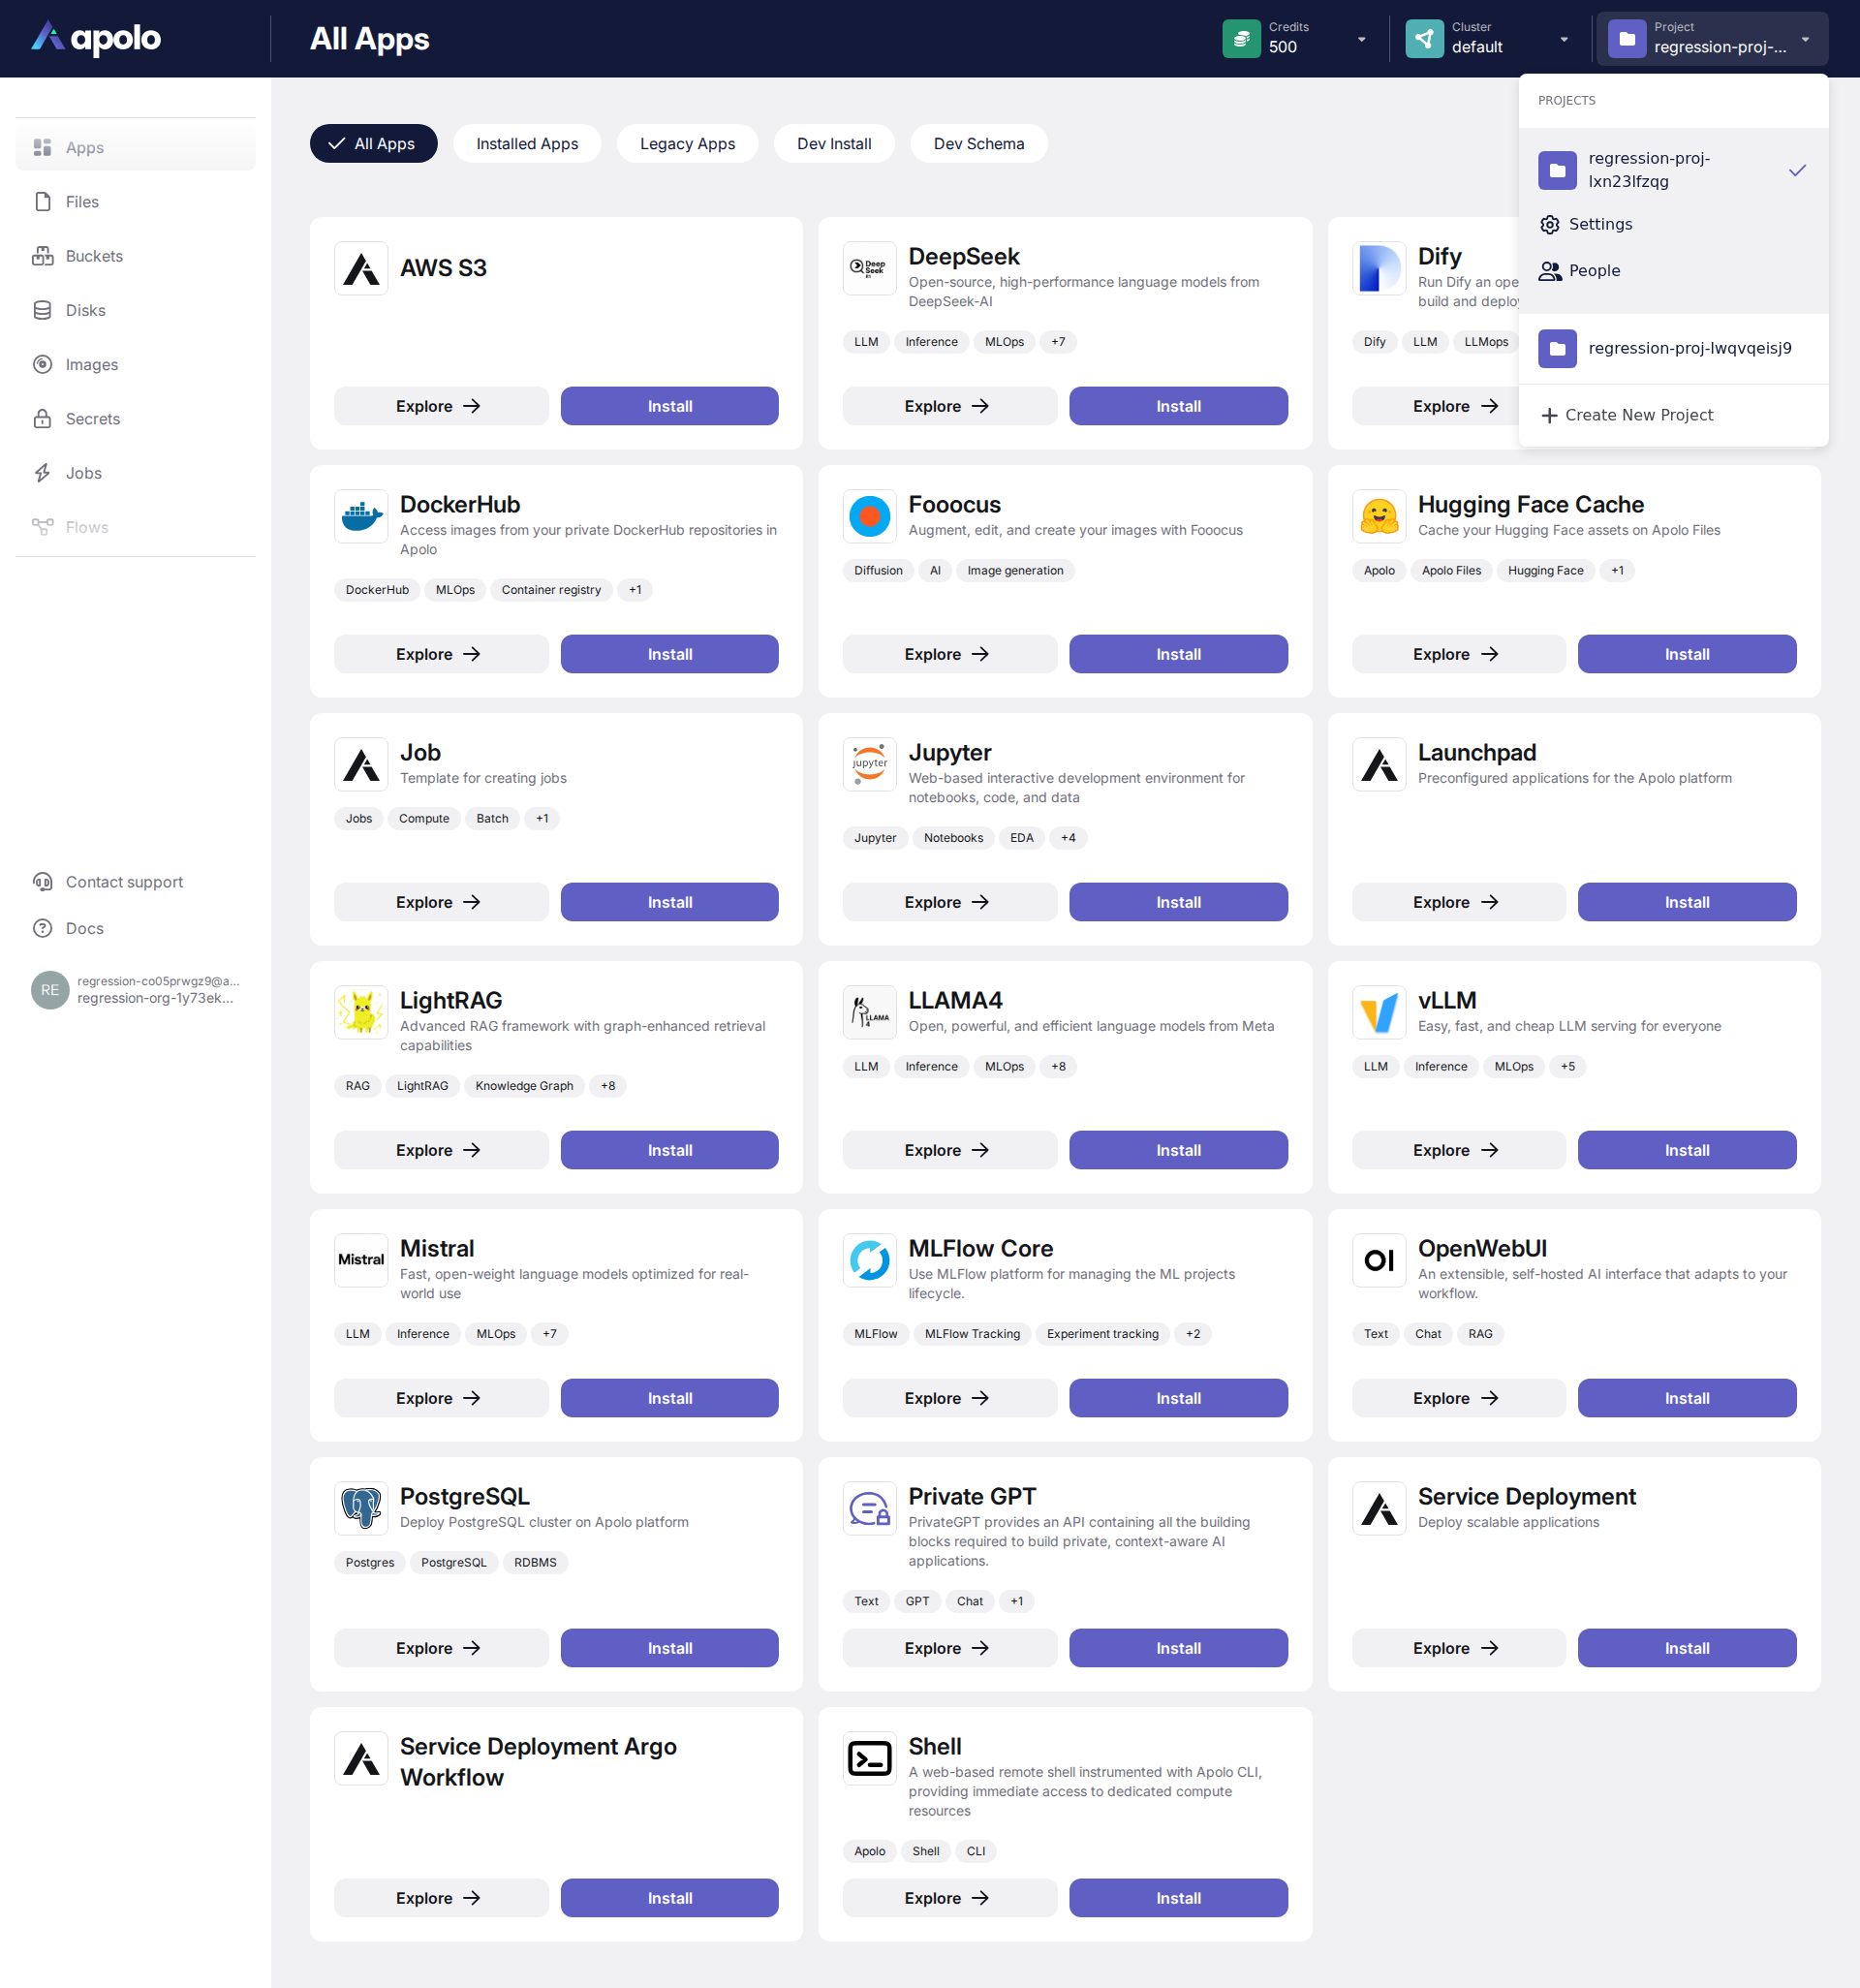 apolo
All Apps
Credits
500
Cluster
default
Project
regression-proj-...
PROJECTS
regression-proj-
lxn23lfzqg
Settings
People
regression-proj-lwqvqeisj9
Create New Project
Apps
Files
Buckets
Disks
Images
Secrets
Jobs
Flows
Contact support
Docs
RE
regression-co05prwgz9@a...
regression-org-1y73ek...
All Apps
Installed Apps
Legacy Apps
Dev Install
Dev Schema
AWS S3
Explore
Install
DeepSeek
Open-source, high-performance language models from
DeepSeek-AI
LLM Inference MLOps +7
Explore
Install
Dify
Run Dify an ope
build and deploy
Dify LLM LLMops
Explore
DockerHub
Access images from your private DockerHub repositories in
Apolo
DockerHub MLOps Container registry +1
Explore
Install
Fooocus
Augment, edit, and create your images with Fooocus
Diffusion AI Image generation
Explore
Install
Hugging Face Cache
Cache your Hugging Face assets on Apolo Files
Apolo Apolo Files Hugging Face +1
Explore
Install
Job
Template for creating jobs
Jobs Compute Batch +1
Explore
Install
jupyter
Jupyter
Web-based interactive development environment for
notebooks, code, and data
Jupyter Notebooks EDA +4
Explore
Install
Launchpad
Preconfigured applications for the Apolo platform
Explore
Install
LightRAG
Advanced RAG framework with graph-enhanced retrieval
capabilities
RAG LightRAG Knowledge Graph +8
Explore
Install
LLAMA
4
LLAMA4
Open, powerful, and efficient language models from Meta
LLM Inference MLOps +8
Explore
Install
vLLM
Easy, fast, and cheap LLM serving for everyone
LLM Inference MLOps +5
Explore
Install
Mistral
Mistral
Fast, open-weight language models optimized for real-
world use
LLM Inference MLOps +7
Explore
Install
MLFlow Core
Use MLFlow platform for managing the ML projects
lifecycle.
MLFlow MLFlow Tracking Experiment tracking +2
Explore
Install
OI
OpenWebUI
An extensible, self-hosted AI interface that adapts to your
workflow.
Text Chat RAG
Explore
Install
PostgreSQL
Deploy PostgreSQL cluster on Apolo platform
Postgres PostgreSQL RDBMS
Explore
Install
Private GPT
PrivateGPT provides an API containing all the building
blocks required to build private, context-aware AI
applications.
Text GPT Chat +1
Explore
Install
Service Deployment
Deploy scalable applications
Explore
Install
Service Deployment Argo
Workflow
Explore
Install
Shell
A web-based remote shell instrumented with Apolo CLI,
providing immediate access to dedicated compute
resources
Apolo Shell CLI
Explore
Install